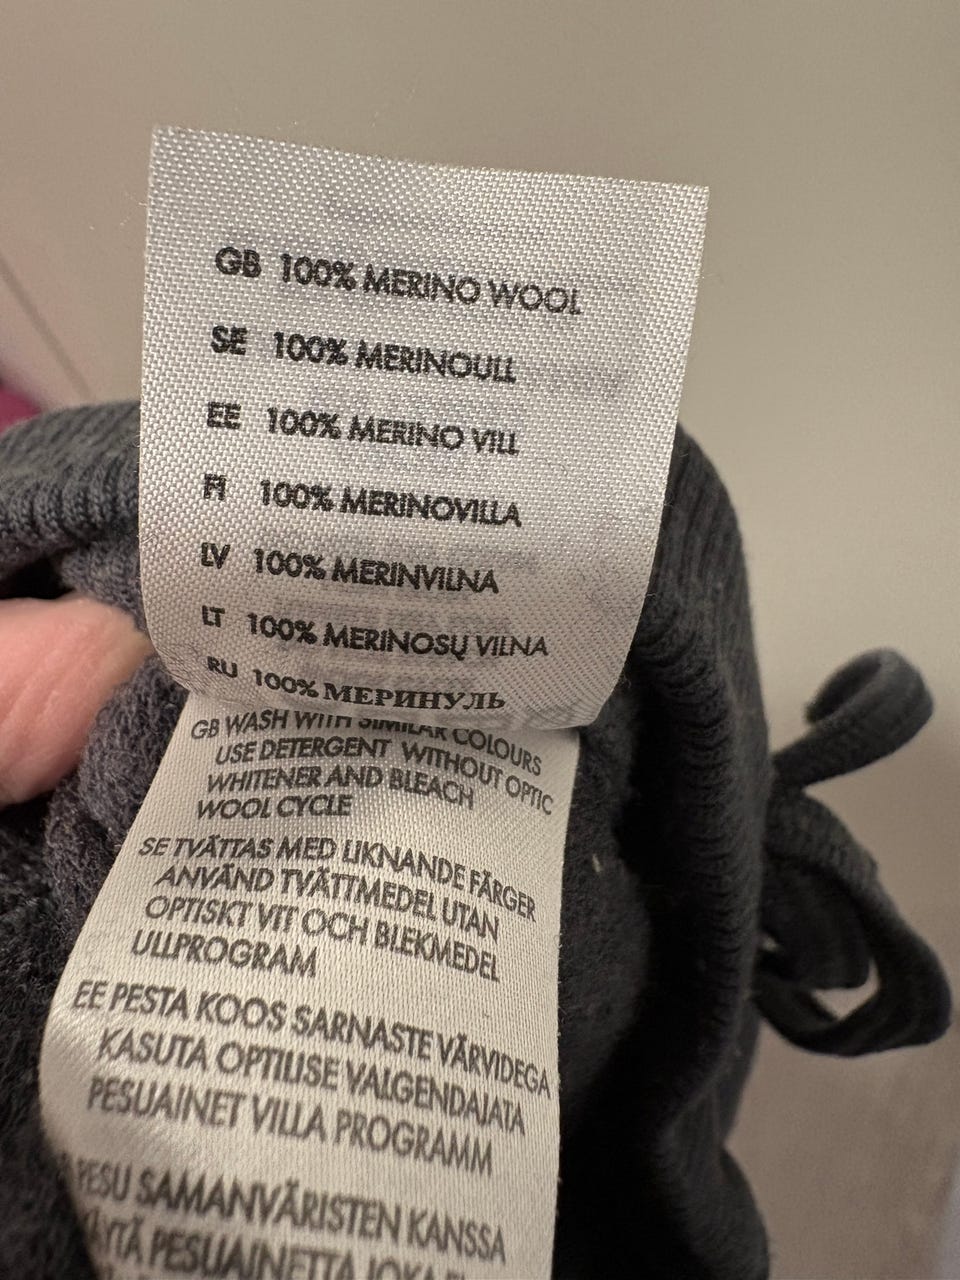 GB 100% MERINO WOOL
SE 100% MERINOULL
EE 100% MERINO VILL
FI 100% MERINOVILLA
LV 100% MERINVILNA
LT 100% MERINOSŲ VILNA
RU 100% МЕРИНУЛЬ
GB WASH WITH SIMILAR COLOURS
USE DETERGENT WITHOUT OPTIC
WHITENER AND BLEACH
WOOL CYCLE
SE TVÄTTAS MED LIKNANDE FÄRGER
ANVÄND TVÄTTMEDEL UTAN
OPTISKT VIT OCH BLEKMEDEL
ULLPROGRAM
EE PESTA KOOS SARNASTE VÄRVIDEGA
KASUTA OPTILISE VALGENDAJATA
PESUAINET VILLA PROGRAMM
PESU SAMANVÄRISTEN KANSSA
PESUAINETTA